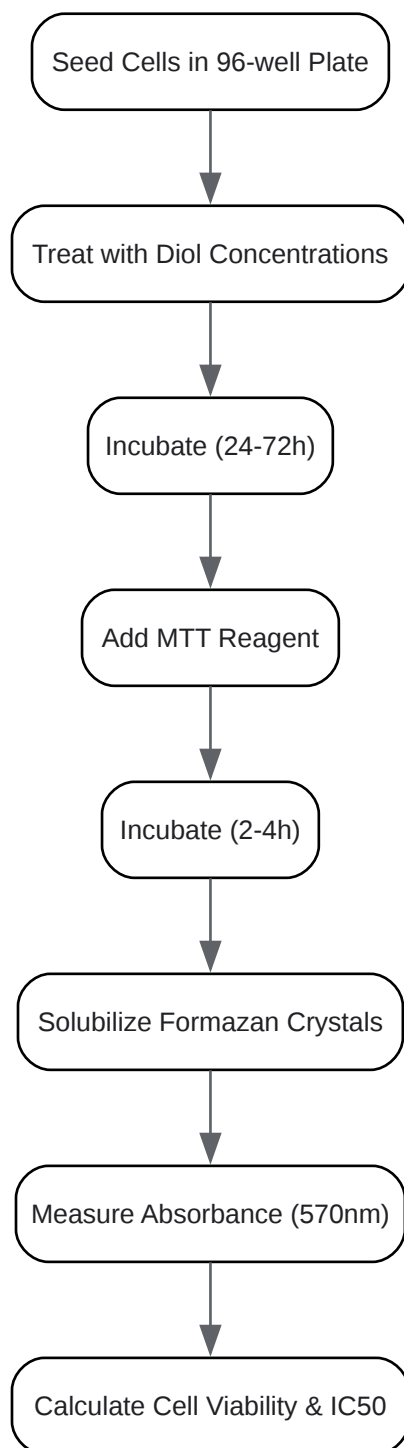 Seed Cells in 96-well Plate
Treat with Diol Concentrations
Incubate (24-72h)
Add MTT Reagent
Incubate (2-4h)
Solubilize Formazan Crystals
Measure Absorbance (570nm)
Calculate Cell Viability & IC50